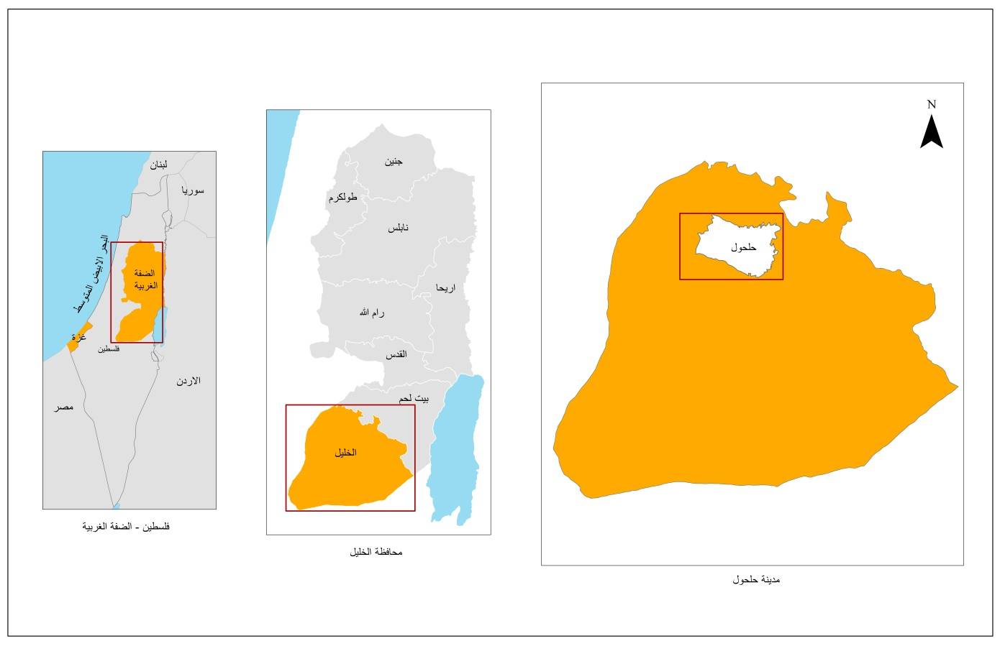 لبنان
سوريا
البحر الابيض المتوسط
الضفة
الغربية
غزة
فلسطين
الاردن
مصر
فلسطين - الضفة الغربية
جنين
طولكرم
نابلس
اريحا
رام الله
القدس
بيت لحم
الخليل
محافظة الخليل
N
حلحول
مدينة حلحول